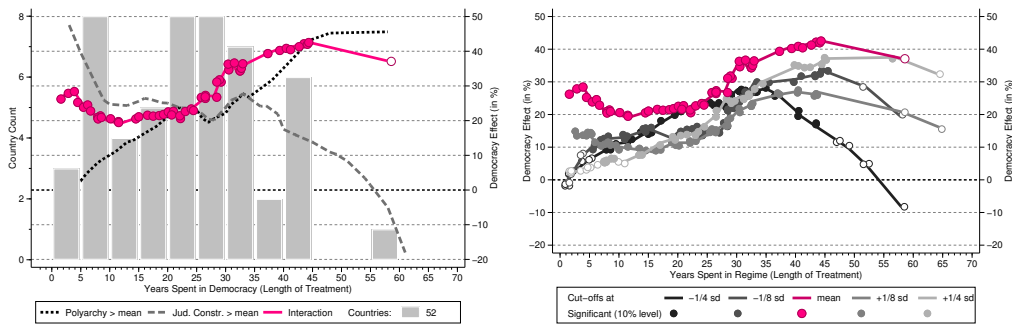 8
6
4
2
0
Country Count
50
40
30
20
10
0
−10
−20
Democracy Effect (in %)
0 5 10 15 20 25 30 35 40 45 50 55 60 65 70
Years Spent in Democracy (Length of Treatment)
Polyarchy > mean Jud. Constr. > mean Interaction Countries: 52
50
40
30
20
10
0
−10
−20
Democracy Effect (in %)
50
40
30
20
10
0
−10
−20
Democracy Effect (in %)
0 5 10 15 20 25 30 35 40 45 50 55 60 65 70
Years Spent in Regime (Length of Treatment)
Cut−offs at −1/4 sd −1/8 sd mean +1/8 sd +1/4 sd
Significant (10% level)